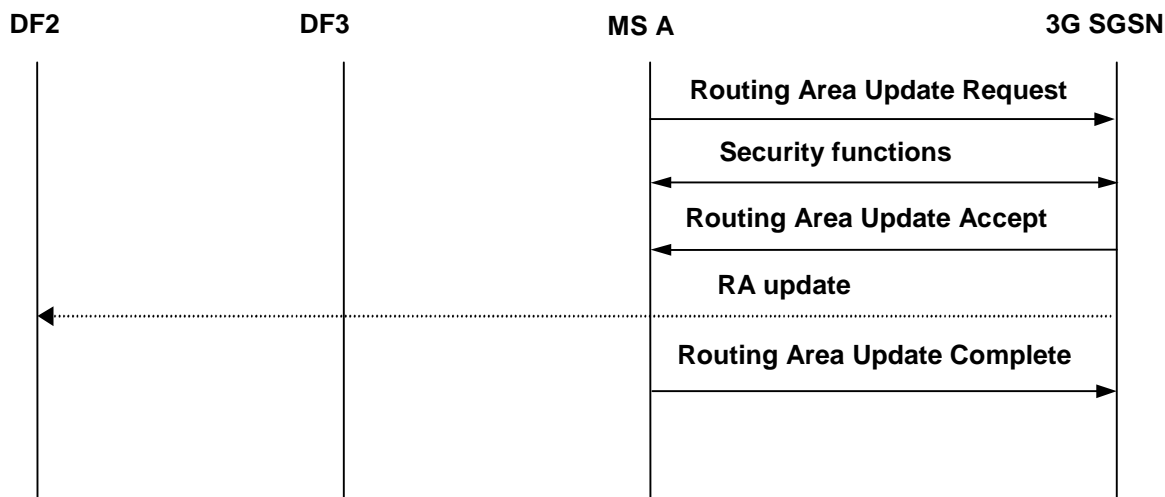 DF2 DF3 MS A 3G SGSN
Routing Area Update Request
Security functions
Routing Area Update Accept
RA update
Routing Area Update Complete